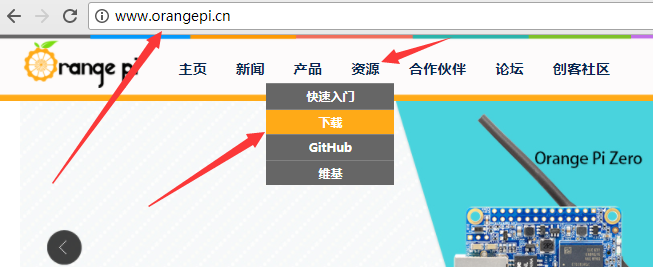 www.orangepi.cn
Orange pi
主页 新闻 产品 资源 合作伙伴 论坛 创客社区
快速入门
下载
GitHub
维基
Orange Pi Zero